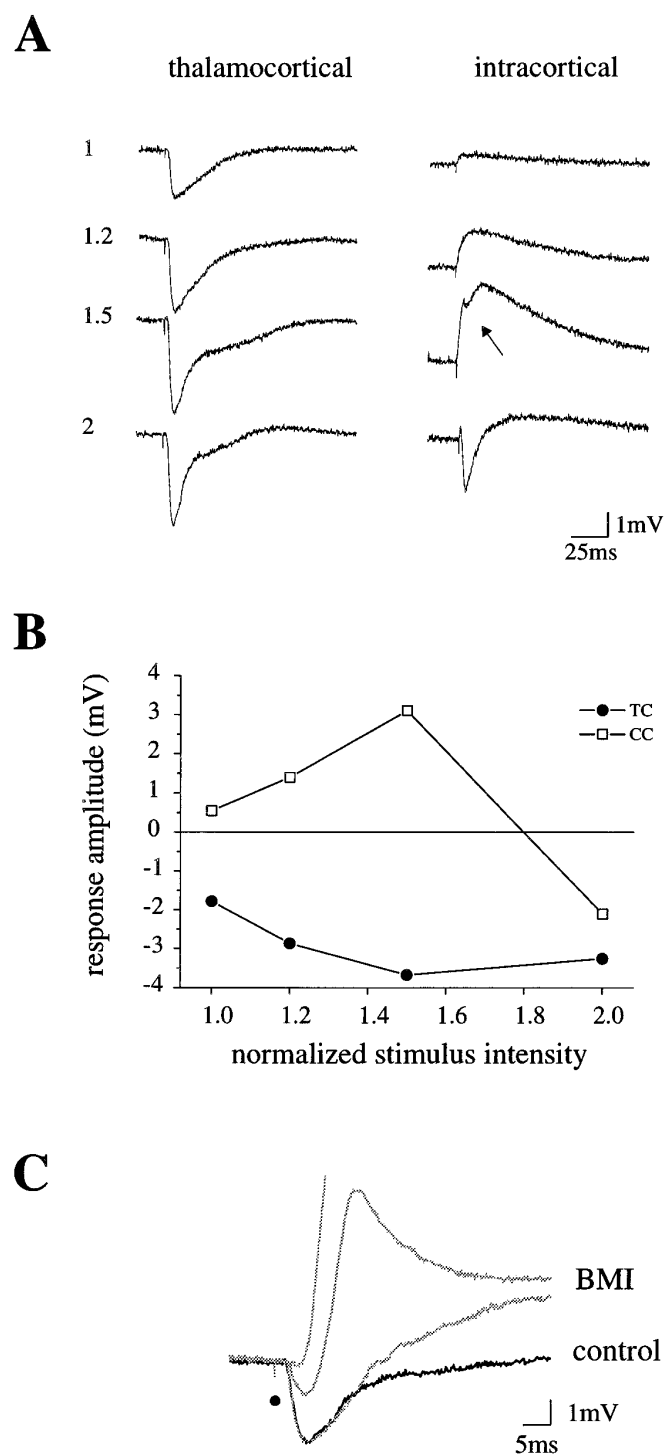 A
thalamocortical intracortical
1
1.2
1.5
2
1mV
25ms
B
response amplitude (mV)
4
3
2
1
0
-1
-2
-3
-4
TC
CC
1.0 1.2 1.4 1.6 1.8 2.0
normalized stimulus intensity
C
BMI
control
1mV
5ms